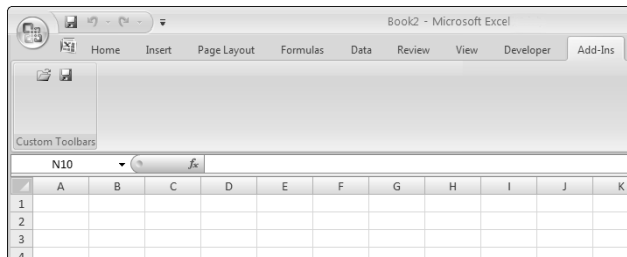 Book2 - Microsoft Excel
Home Insert Page Layout Formulas Data Review View Developer Add-Ins
Custom Toolbars
N10 fx
A B C D E F G H I J K
1
2
3
4